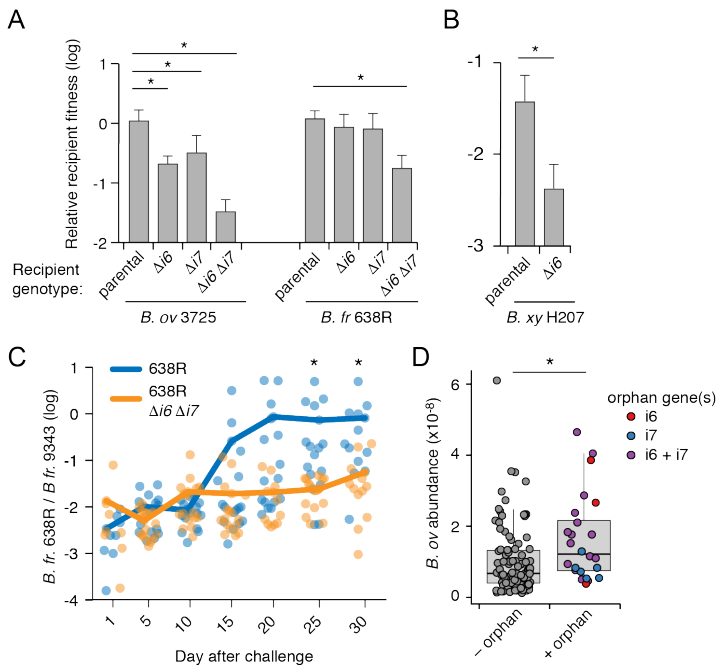 A
B
Relative recipient fitness (log)
1
0
-1
-2
*
*
*
*
Recipient
genotype:
parental
Δi6
Δi7
Δi6 Δi7
parental
Δi6
Δi7
Δi6 Δi7
B. ov 3725
B. fr 638R
-1
-2
-3
*
parental
Δi6
B. xy H207
C
D
B. fr. 638R / B fr. 9343 (log)
1
0
-1
-2
-3
-4
638R
638R
Δi6 Δi7
*
*
1
5
10
15
20
25
30
Day after challenge
B. ov abundance (x10-8)
6
4
2
0
*
orphan gene(s)
i6
i7
i6 + i7
– orphan
+ orphan